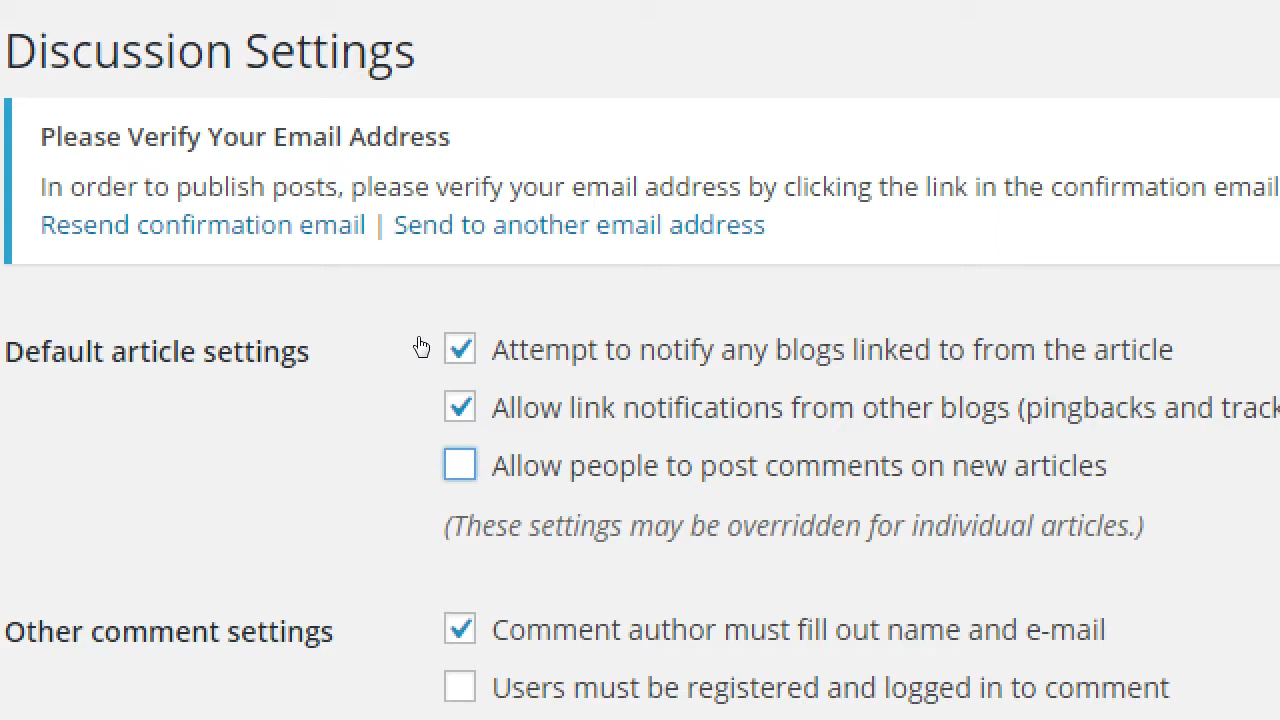 Discussion Settings
Please Verify Your Email Address
In order to publish posts, please verify your email address by clicking the link in the confirmation email
Resend confirmation email | Send to another email address
Default article settings
Attempt to notify any blogs linked to from the article
Allow link notifications from other blogs (pingbacks and track
Allow people to post comments on new articles
(These settings may be overridden for individual articles.)
Other comment settings
Comment author must fill out name and e-mail
Users must be registered and logged in to comment